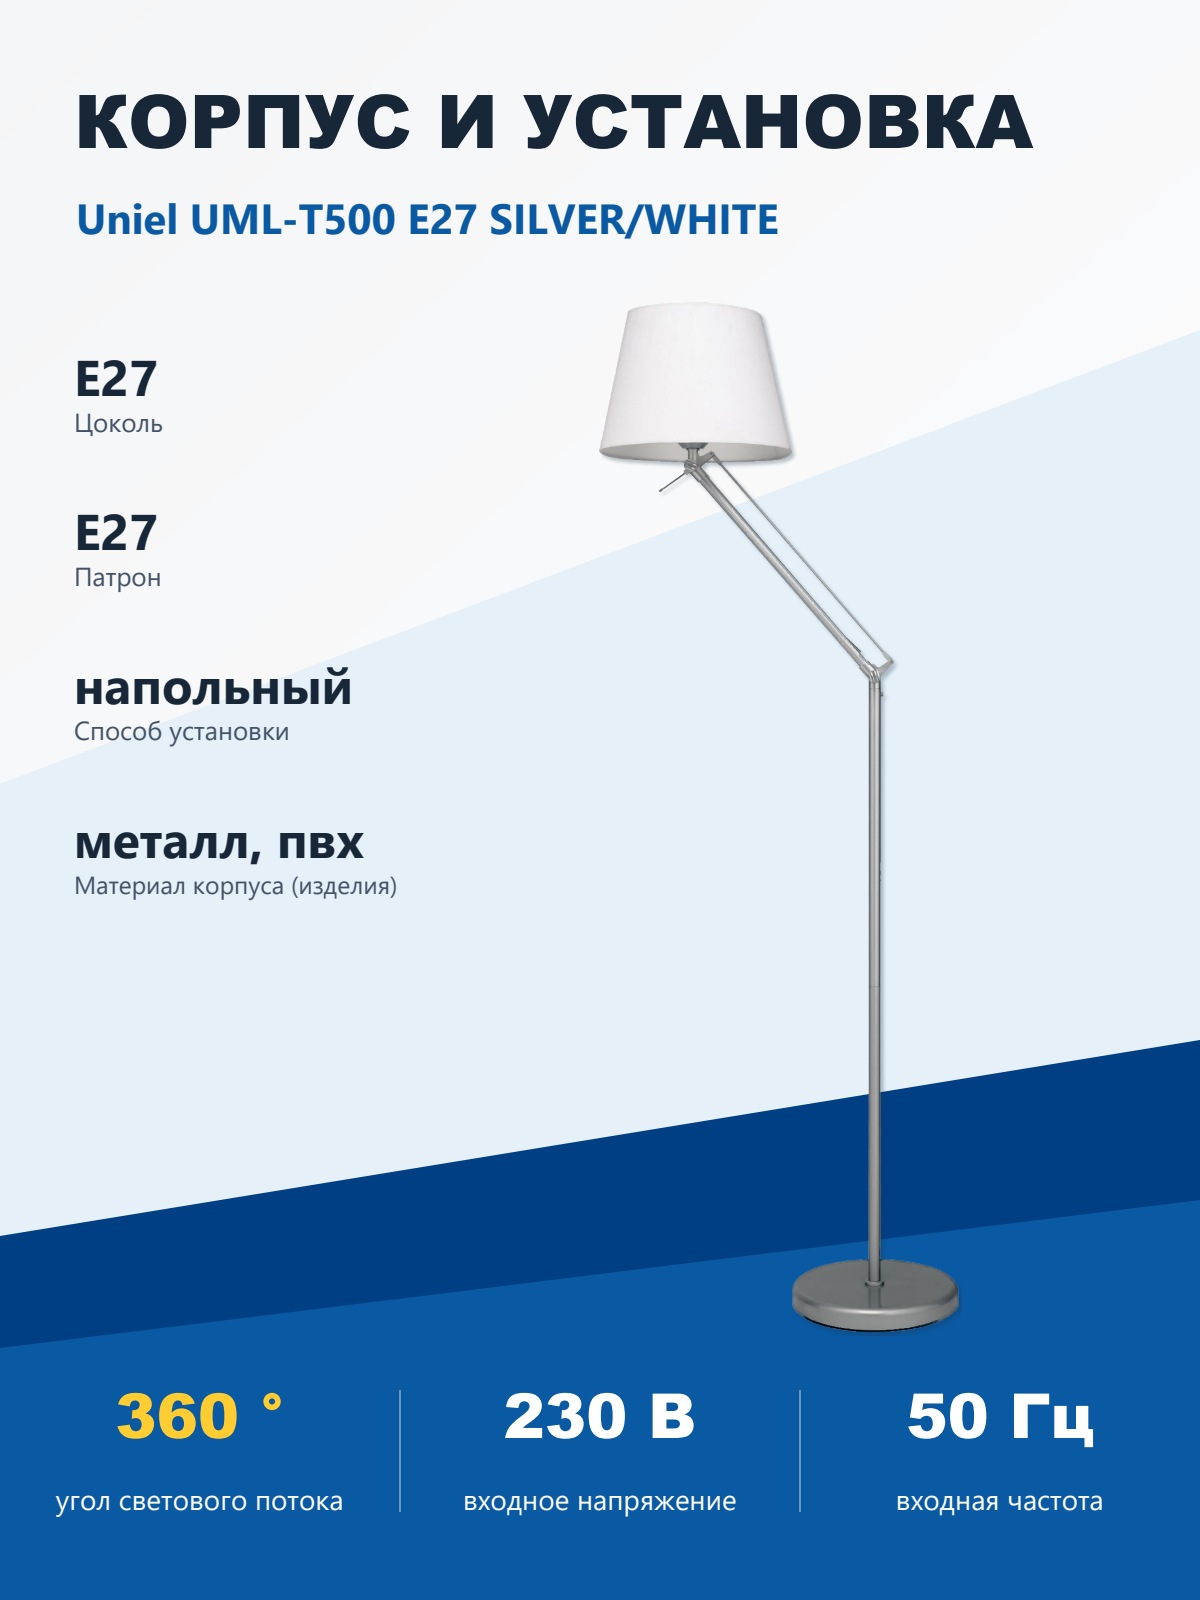 КОРПУС И УСТАНОВКА
Uniel UML-T500 E27 SILVER/WHITE
E27
Цоколь
E27
Патрон
напольный
Способ установки
металл, пвх
Материал корпуса (изделия)
360 °
угол светового потока
230 В
входное напряжение
50 Гц
входная частота